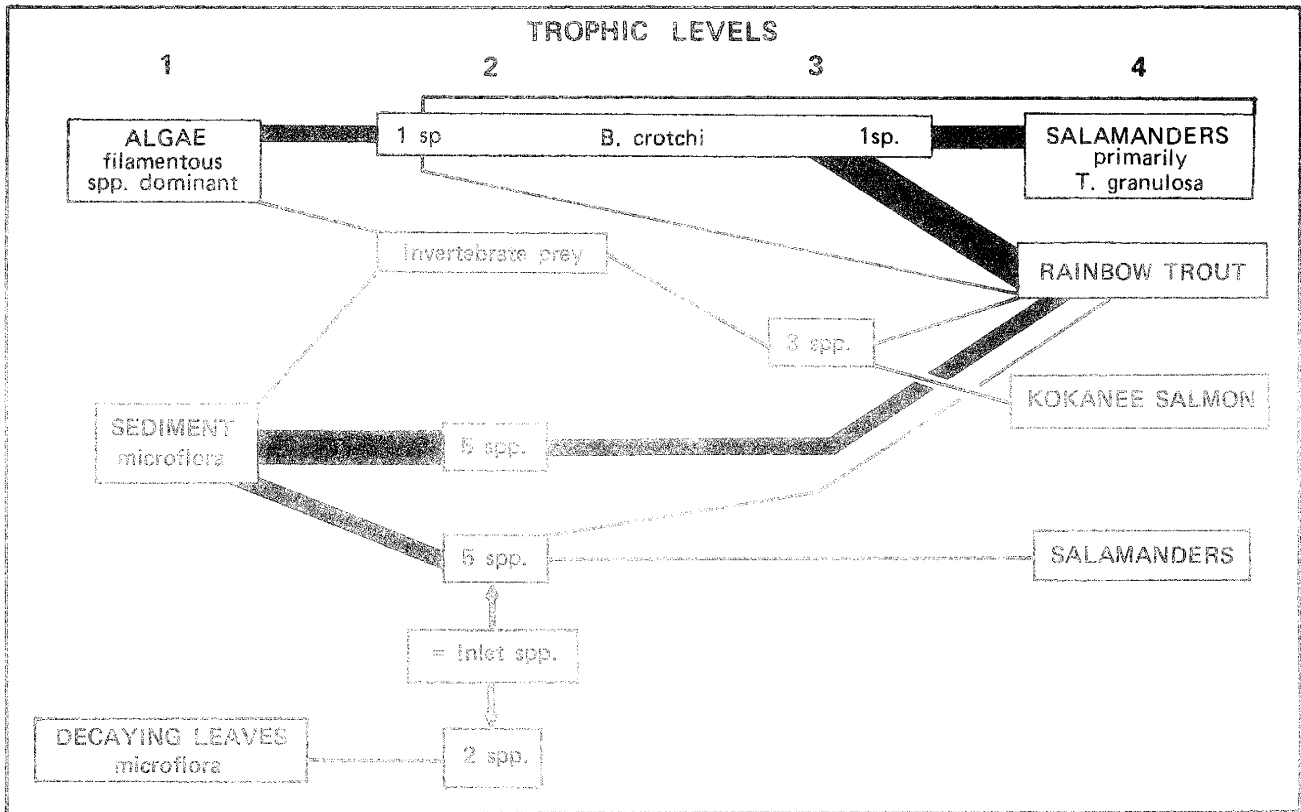 TROPHIC LEVELS
1 2 3 4
ALGAE
filamentous
spp. dominant
1 sp B. crotchi 1sp.
SALAMANDERS
primarily
T. granulosa
Invertebrate prey
RAINBOW TROUT
3 spp.
KOKANEE SALMON
SEDIMENT
microflora
5 spp.
5 spp.
SALAMANDERS
= Inlet spp.
DECAYING LEAVES
microflora
2 spp.